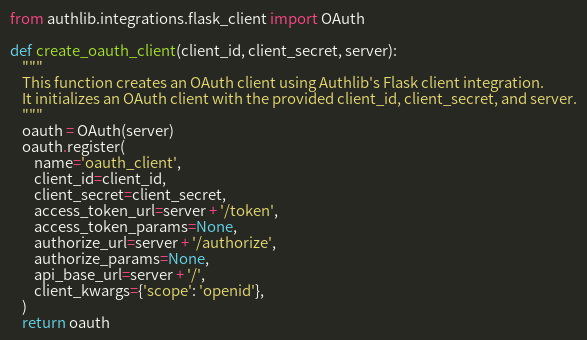 from authlib.integrations.flask_client import OAuth

def create_oauth_client(client_id, client_secret, server):
    """
    This function creates an OAuth client using Authlib's Flask client integration.
    It initializes an OAuth client with the provided client_id, client_secret, and server.
    """
    oauth = OAuth(server)
    oauth.register(
        name='oauth_client',
        client_id=client_id,
        client_secret=client_secret,
        access_token_url=server + '/token',
        access_token_params=None,
        authorize_url=server + '/authorize',
        authorize_params=None,
        api_base_url=server + '/',
        client_kwargs={'scope': 'openid'},
    )
    return oauth